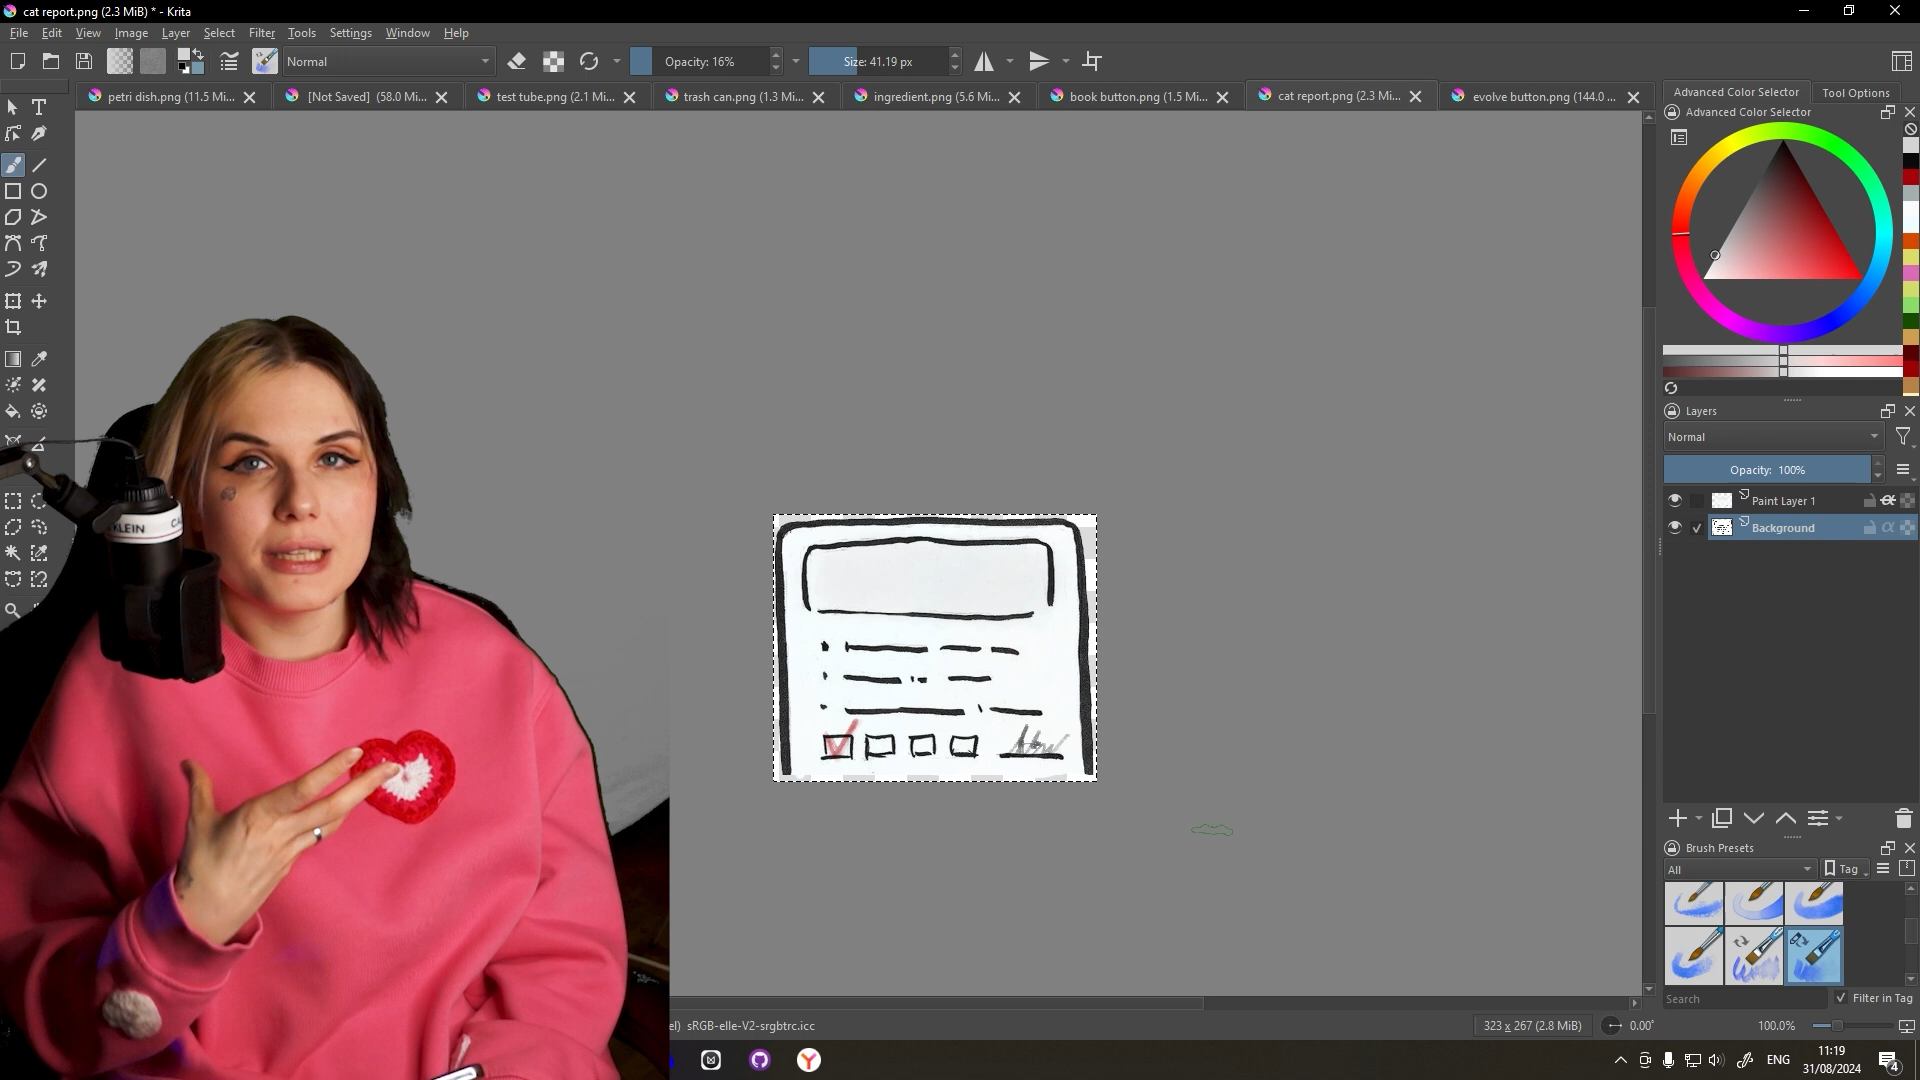 cat report.png (2.3 MiB) * - Krita
File Edit View Image Layer Select Filter Tools Settings Window Help
Normal
Opacity: 16%
Size: 41.19 px
petri dish.png (11.5 Mi...
[Not Saved] (58.0 Mi...
test tube.png (2.1 Mi...
trash can.png (1.3 Mi...
ingredient.png (5.6 Mi...
book button.png (1.5 Mi...
cat report.png (2.3 Mi...
evolve button.png (144.0 ...
Advanced Color Selector
Tool Options
Advanced Color Selector
Layers
Normal
Opacity: 100%
Paint Layer 1
Background
KLEIN CA
Brush Presets
All
Tag
Search
Filter in Tag
el) sRGB-elle-V2-srgbtrc.icc
323 x 267 (2.8 MiB)
0.00°
100.0%
ENG
11:19
31/08/2024
4